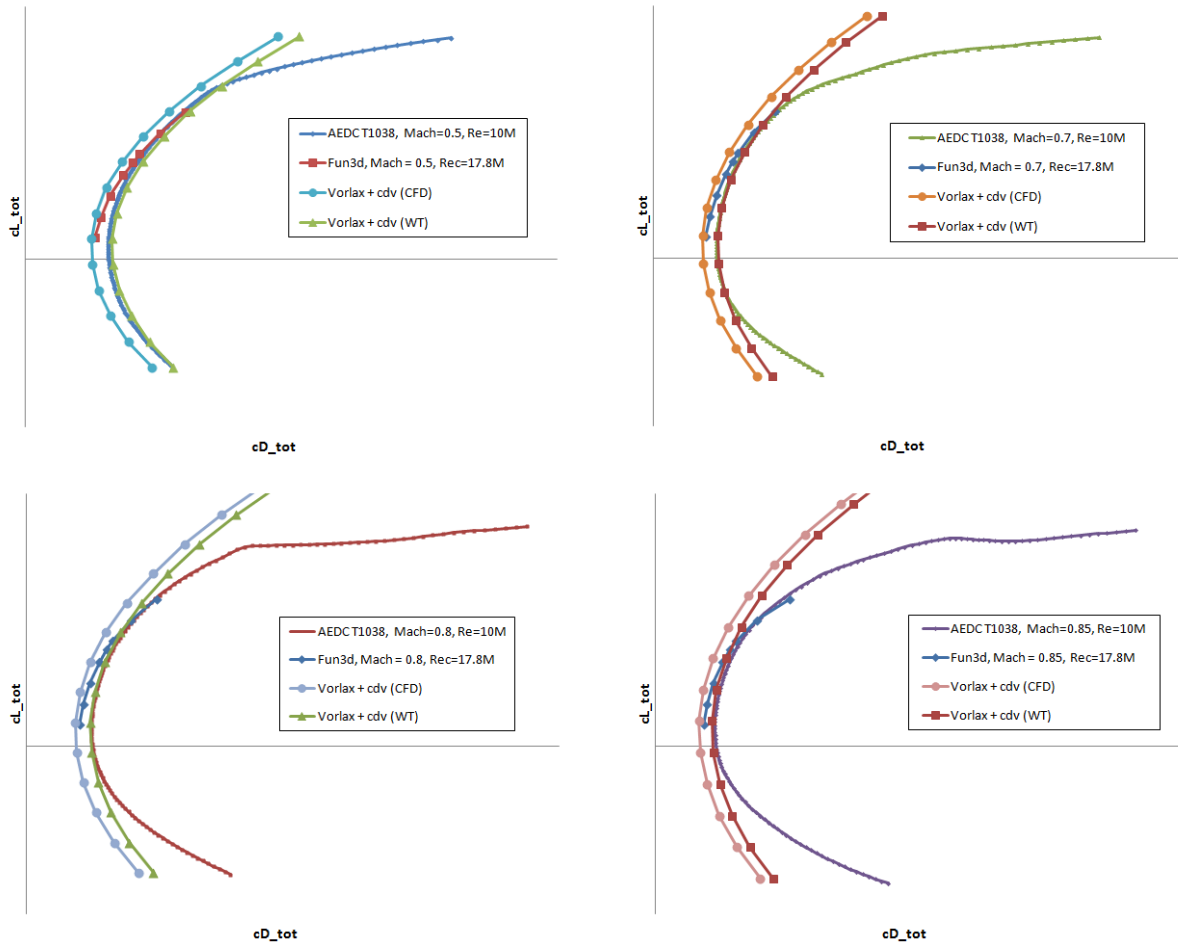 cL_tot
AEDC T1038, Mach=0.5, Re=10M
Fun3d, Mach = 0.5, Rec=17.8M
Vorlax + cdv (CFD)
Vorlax + cdv (WT)
cD_tot
cL_tot
AEDC T1038, Mach=0.7, Re=10M
Fun3d, Mach = 0.7, Rec=17.8M
Vorlax + cdv (CFD)
Vorlax + cdv (WT)
cD_tot
cL_tot
AEDC T1038, Mach=0.8, Re=10M
Fun3d, Mach = 0.8, Rec=17.8M
Vorlax + cdv (CFD)
Vorlax + cdv (WT)
cD_tot
cL_tot
AEDC T1038, Mach=0.85, Re=10M
Fun3d, Mach = 0.85, Rec=17.8M
Vorlax + cdv (CFD)
Vorlax + cdv (WT)
cD_tot